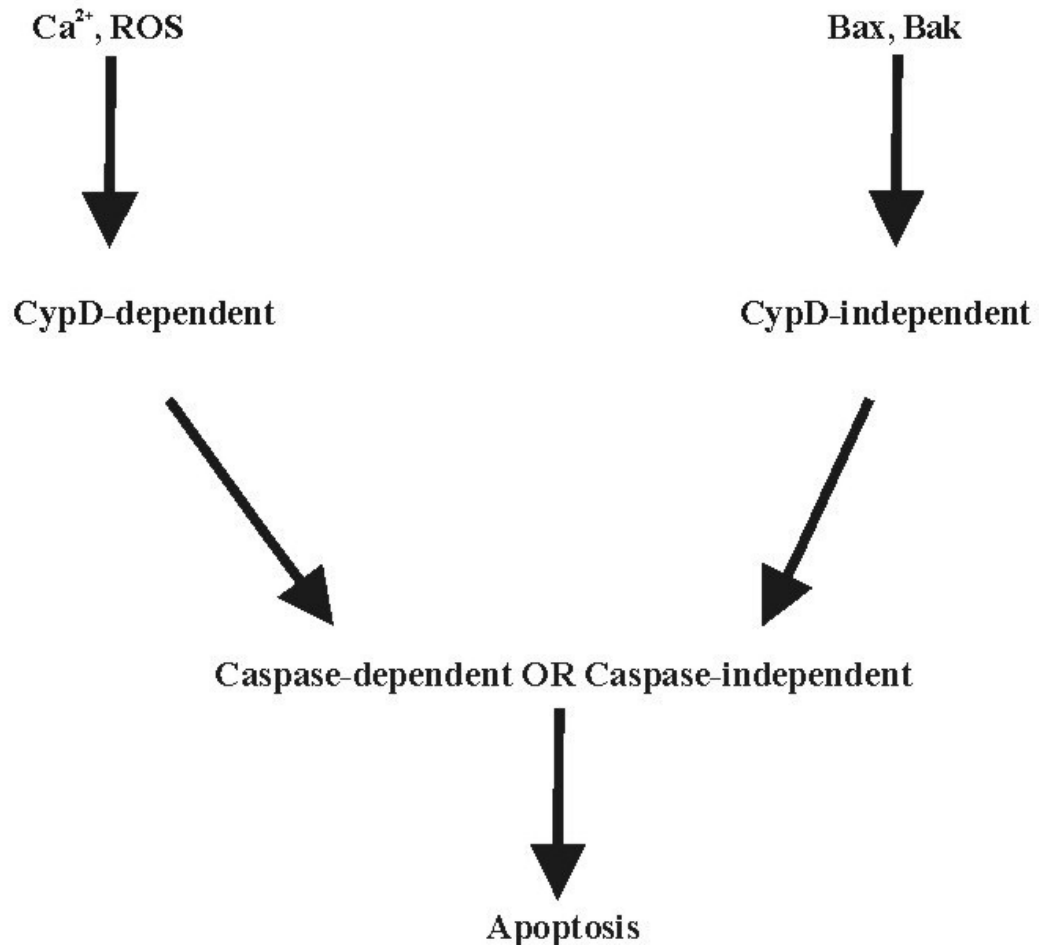 Ca²⁺, ROS
Bax, Bak
CypD-dependent
CypD-independent
Caspase-dependent OR Caspase-independent
Apoptosis